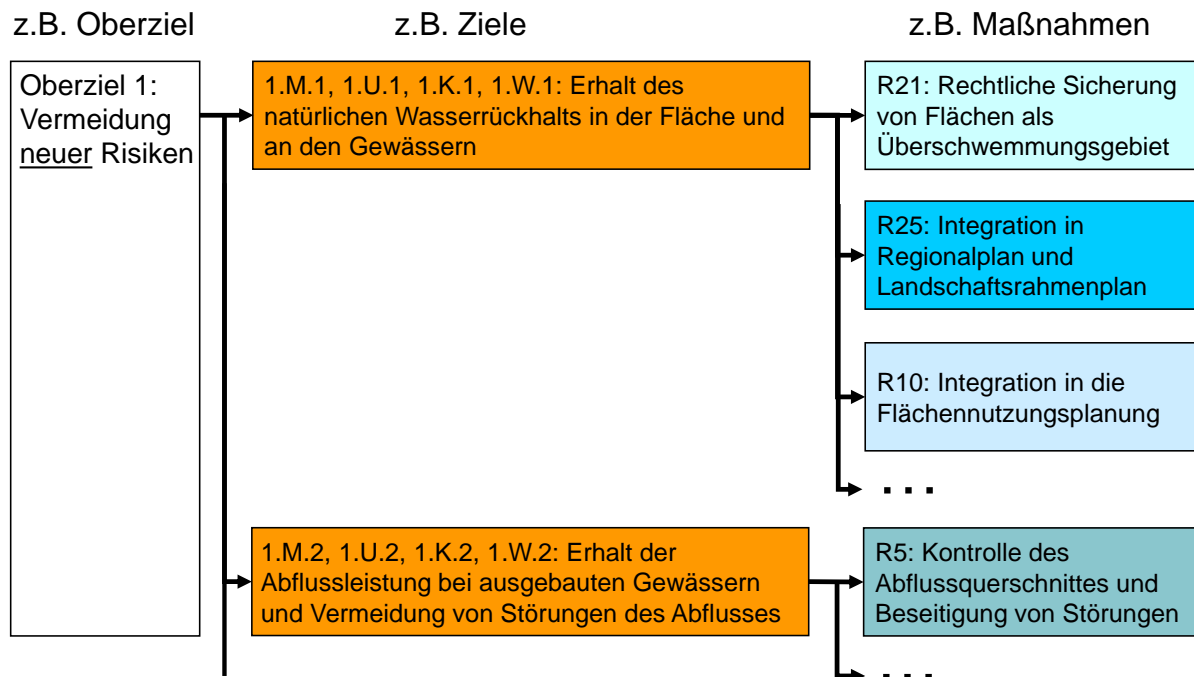 z.B. Oberziel
z.B. Ziele
z.B. Maßnahmen
Oberziel 1:
Vermeidung
neuer Risiken
1.M.1, 1.U.1, 1.K.1, 1.W.1: Erhalt des
natürlichen Wasserrückhalts in der Fläche und
an den Gewässern
R21: Rechtliche Sicherung
von Flächen als
Überschwemmungsgebiet
R25: Integration in
Regionalplan und
Landschaftsrahmenplan
R10: Integration in die
Flächennutzungsplanung
. . .
1.M.2, 1.U.2, 1.K.2, 1.W.2: Erhalt der
Abflussleistung bei ausgebauten Gewässern
und Vermeidung von Störungen des Abflusses
R5: Kontrolle des
Abflussquerschnittes und
Beseitigung von Störungen
. . .